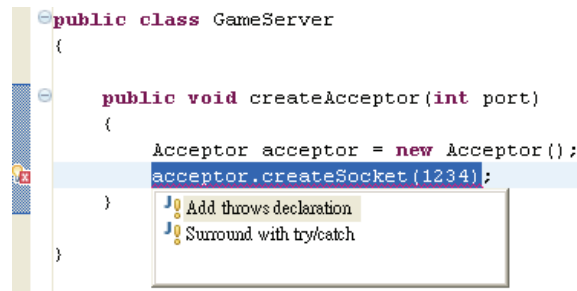 public class GameServer
{
public void createAcceptor(int port)
{
Acceptor acceptor = new Acceptor();
acceptor.createSocket(1234);
}
Add throws declaration
Surround with try/catch
}